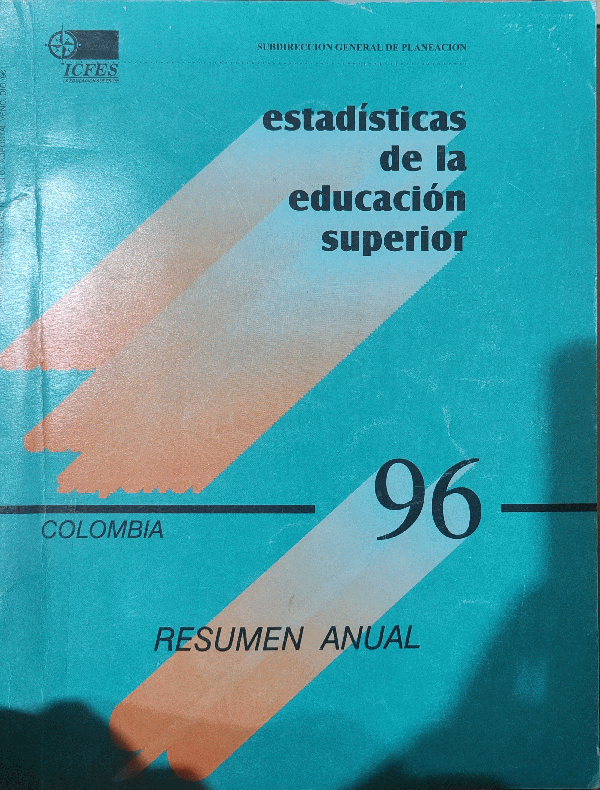 ICFES
SUBDIRECCION GENERAL DE PLANEACION
estadísticas
de la
educación
superior
96
COLOMBIA
RESUMEN ANUAL